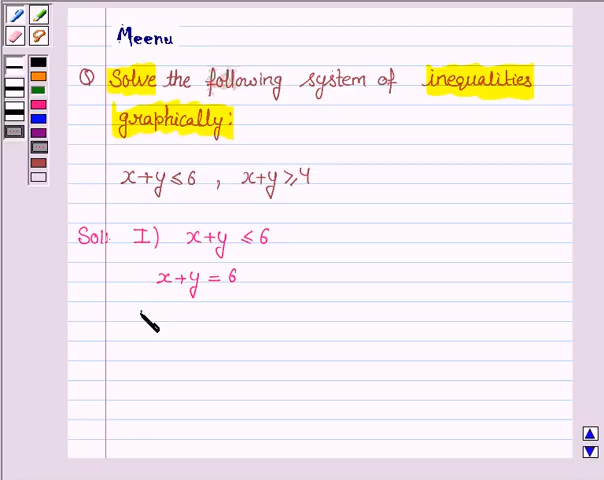 Meenu
Q Solve the following system of inequalities
graphically:
x+y ≤ 6 , x+y ≥ 4
Sol: I) x+y ≤ 6
x+y = 6